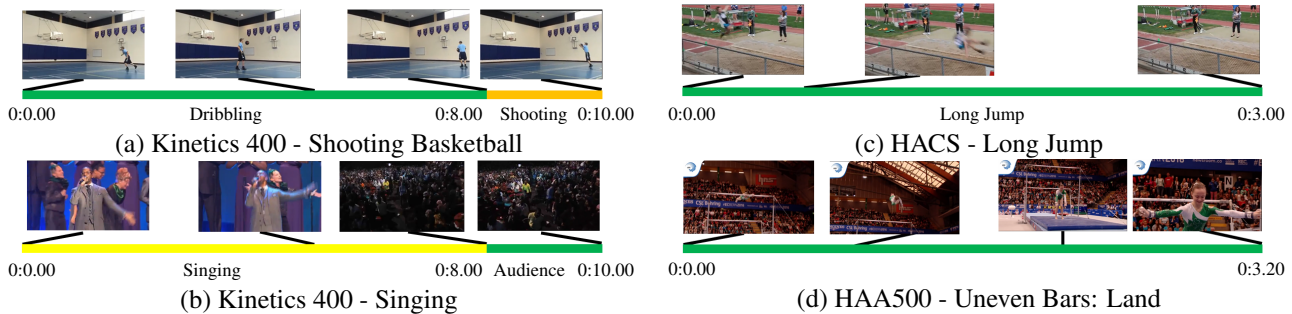 0:0.00 Dribbling 0:8.00 Shooting 0:10.00
(a) Kinetics 400 - Shooting Basketball
0:0.00 Singing 0:8.00 Audience 0:10.00
(b) Kinetics 400 - Singing
0:0.00 Long Jump 0:3.00
(c) HACS - Long Jump
0:0.00 0:3.20
(d) HAA500 - Uneven Bars: Land